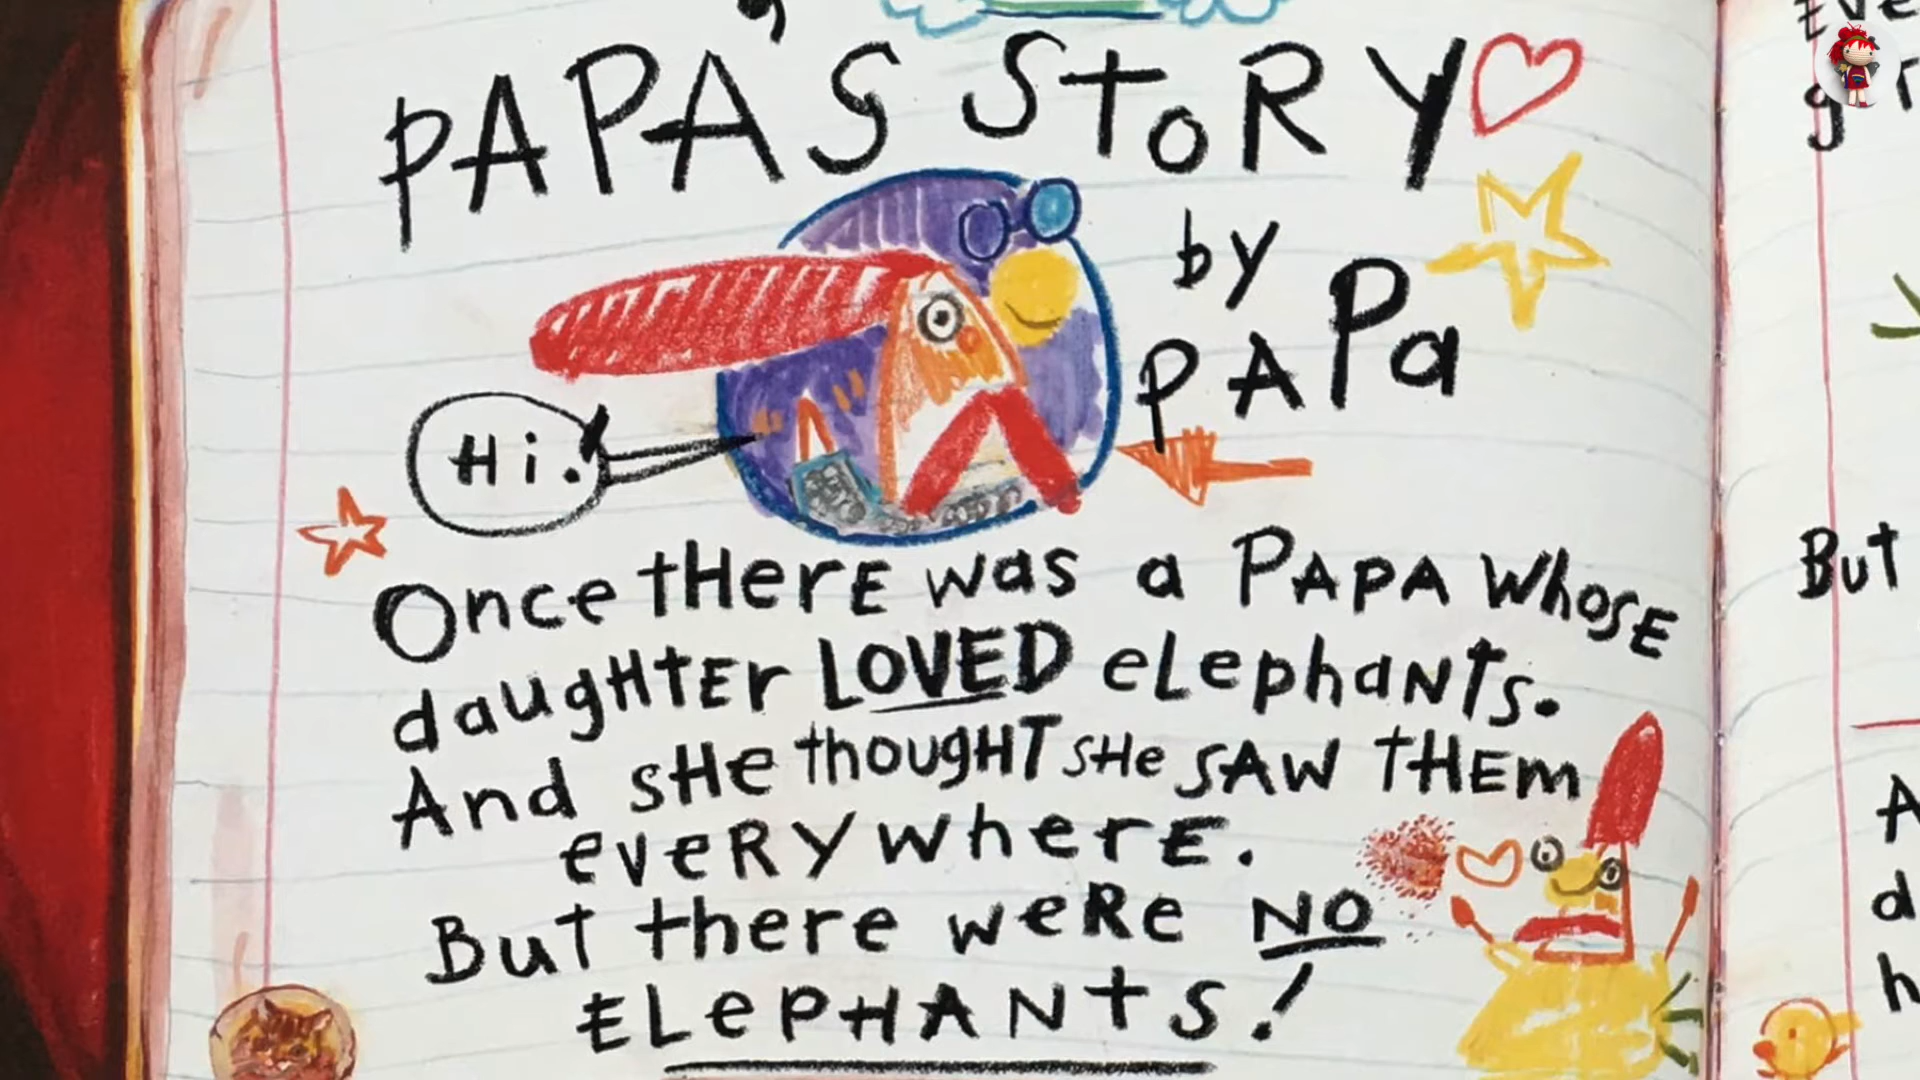 PAPA'S StoRY
by
PAPa
Hi!
Once tHerE was a PAPA WhosE
daugHtEr LOVED eLephaNTs.
And sHe thougHT sHe sAW tHEm
eveRYwherE.
BuT there weRe NO
ELePHANtS!
BuT